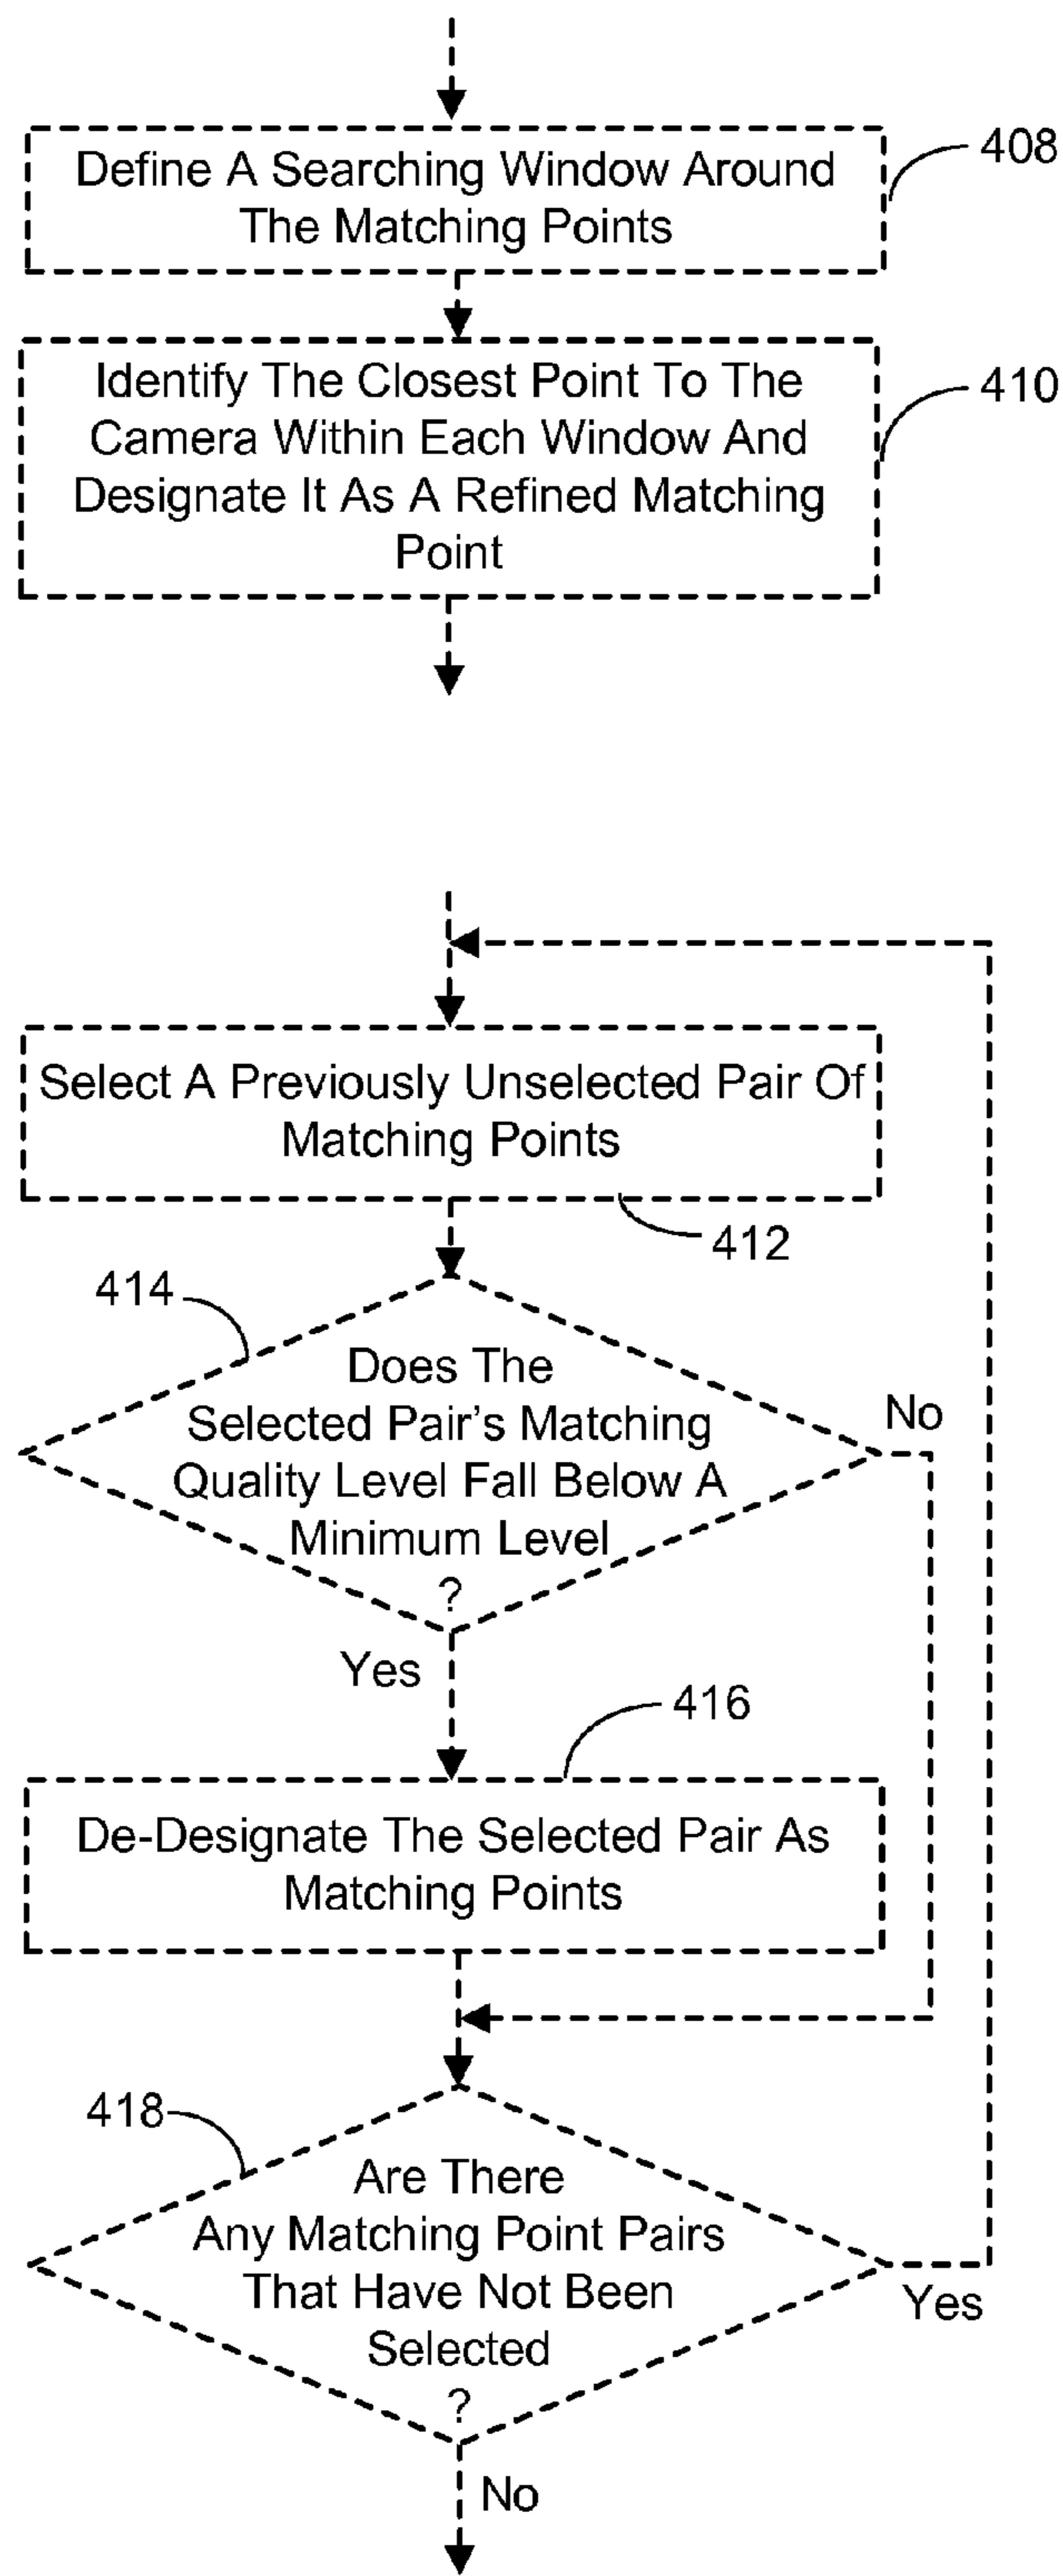 Define A Searching Window Around
The Matching Points
408
Identify The Closest Point To The
Camera Within Each Window And
Designate It As A Refined Matching
Point
410
Select A Previously Unselected Pair Of
Matching Points
412
414
Does The
Selected Pair’s Matching
Quality Level Fall Below A
Minimum Level
?
No
Yes
416
De-Designate The Selected Pair As
Matching Points
418
Are There
Any Matching Point Pairs
That Have Not Been
Selected
?
Yes
No